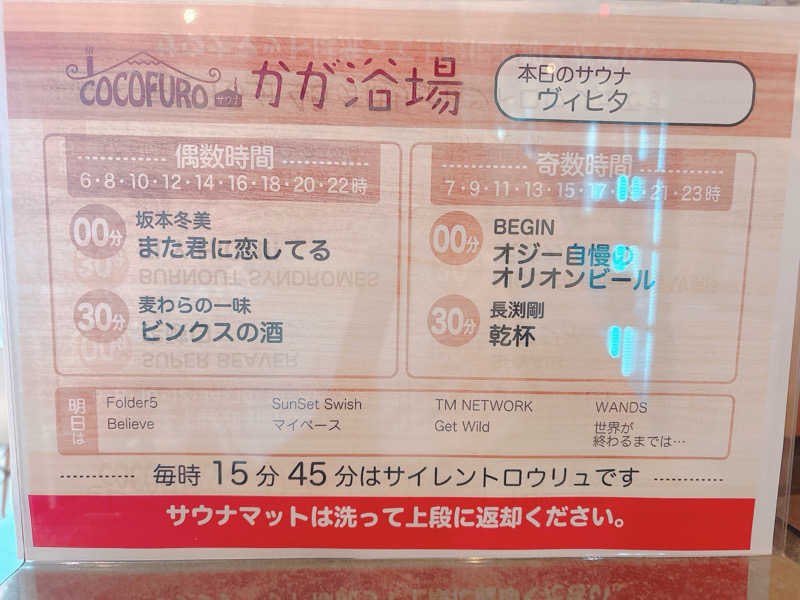 COCOFURO サウナ かが浴場
本日のサウナ
ヴィヒタ
偶数時間
6・8・10・12・14・16・18・20・22時
00分
坂本冬美
また君に恋してる
30分
麦わらの一味
ビンクスの酒
奇数時間
7・9・11・13・15・17・19・21・23時
00分
BEGIN
オジー自慢の
オリオンビール
30分
長渕剛
乾杯
明日は
Folder5
Believe
SunSet Swish
マイペース
TM NETWORK
Get Wild
WANDS
世界が
終わるまでは…
毎時 15分 45分はサイレントロウリュです
サウナマットは洗って上段に返却ください。
BURNOUT SYNDROMES
SUPER BEAVER